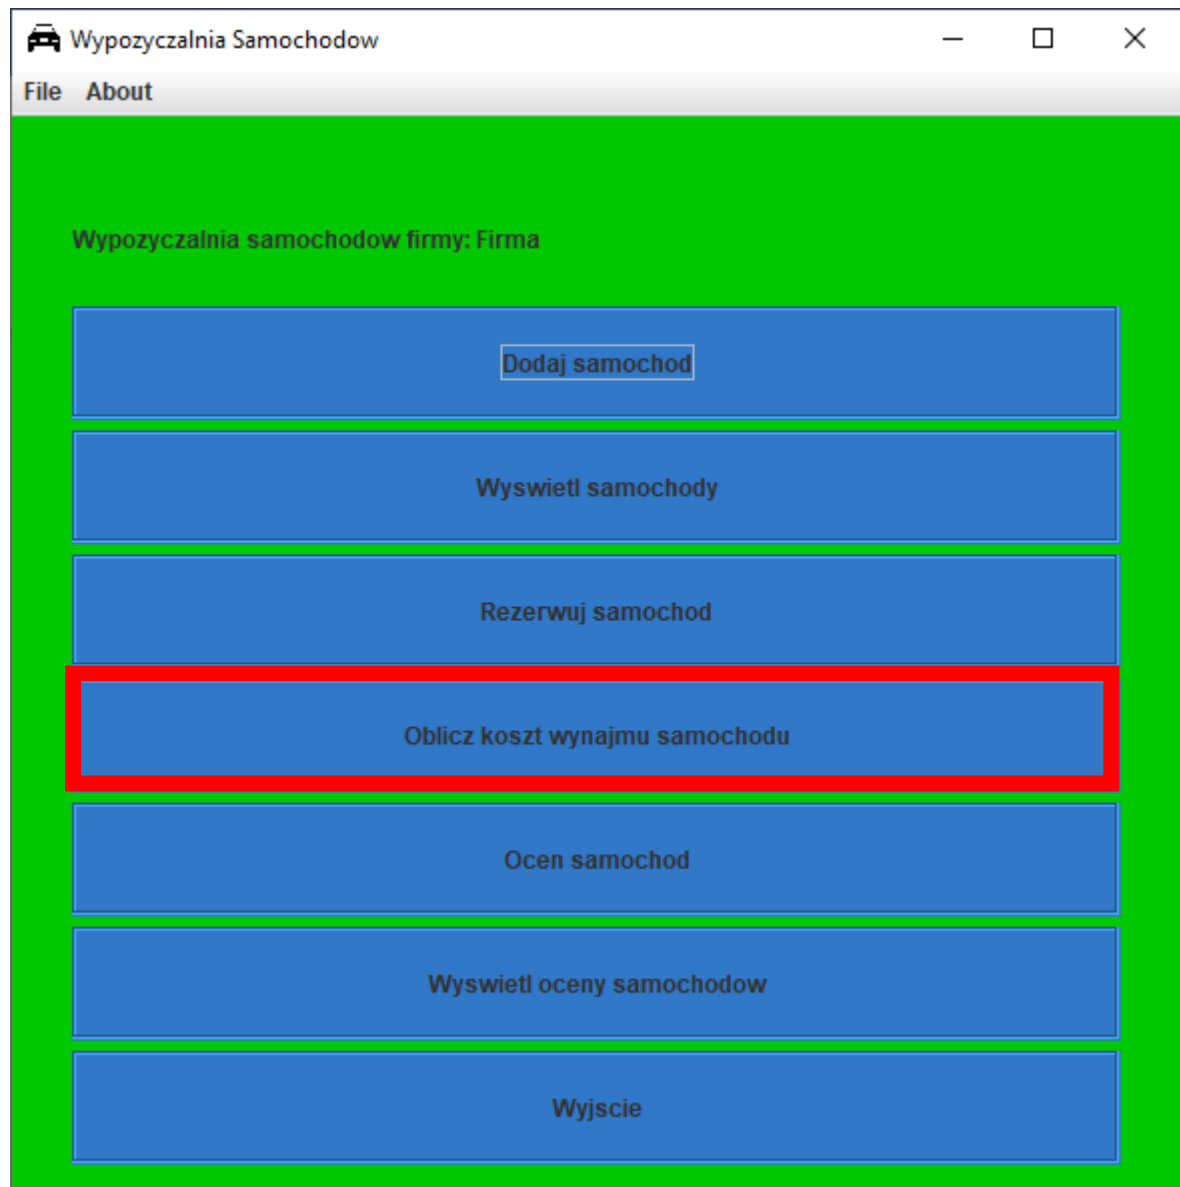 Wypozyczalnia Samochodow
File About
Wypozyczalnia samochodow firmy: Firma
Dodaj samochod
Wyswietl samochody
Rezerwuj samochod
Oblicz koszt wynajmu samochodu
Ocen samochod
Wyswietl oceny samochodow
Wyjscie